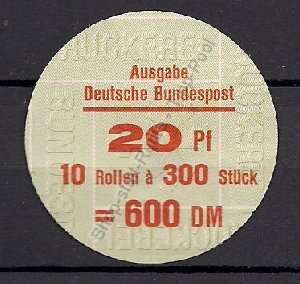 Ausgabe
Deutsche Bundespost
20 Pf
10 Rollen à 300 Stück
= 600 DM